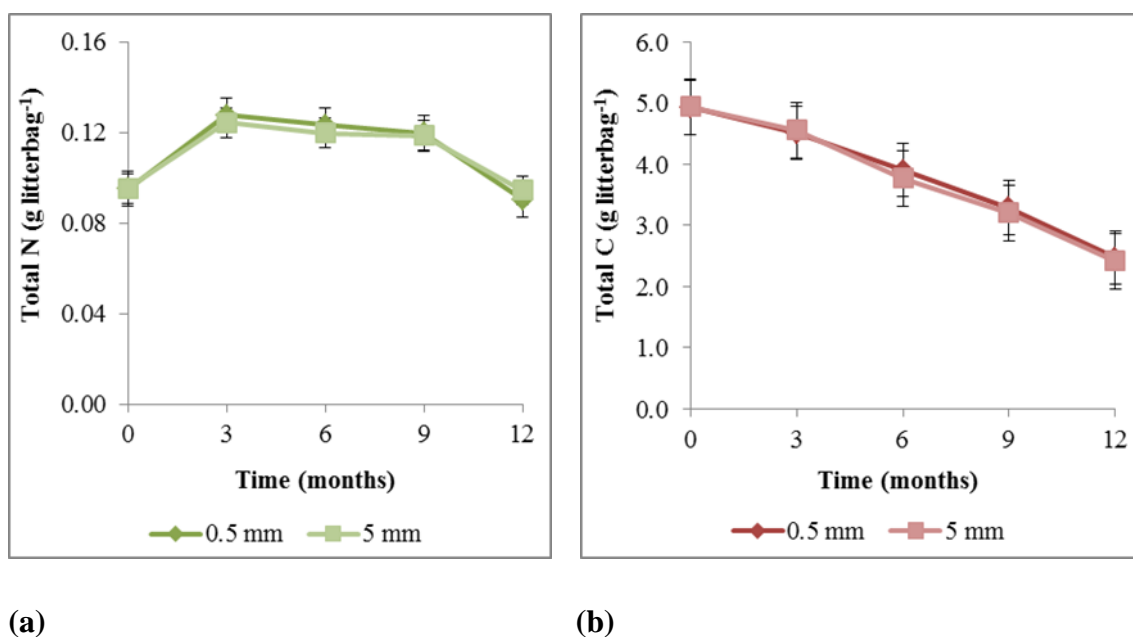 Total N (g litterbag⁻¹)
0.16
0.12
0.08
0.04
0.00
0 3 6 9 12
Time (months)
0.5 mm 5 mm
Total C (g litterbag⁻¹)
6.0
5.0
4.0
3.0
2.0
1.0
0.0
0 3 6 9 12
Time (months)
0.5 mm 5 mm
(a) (b)